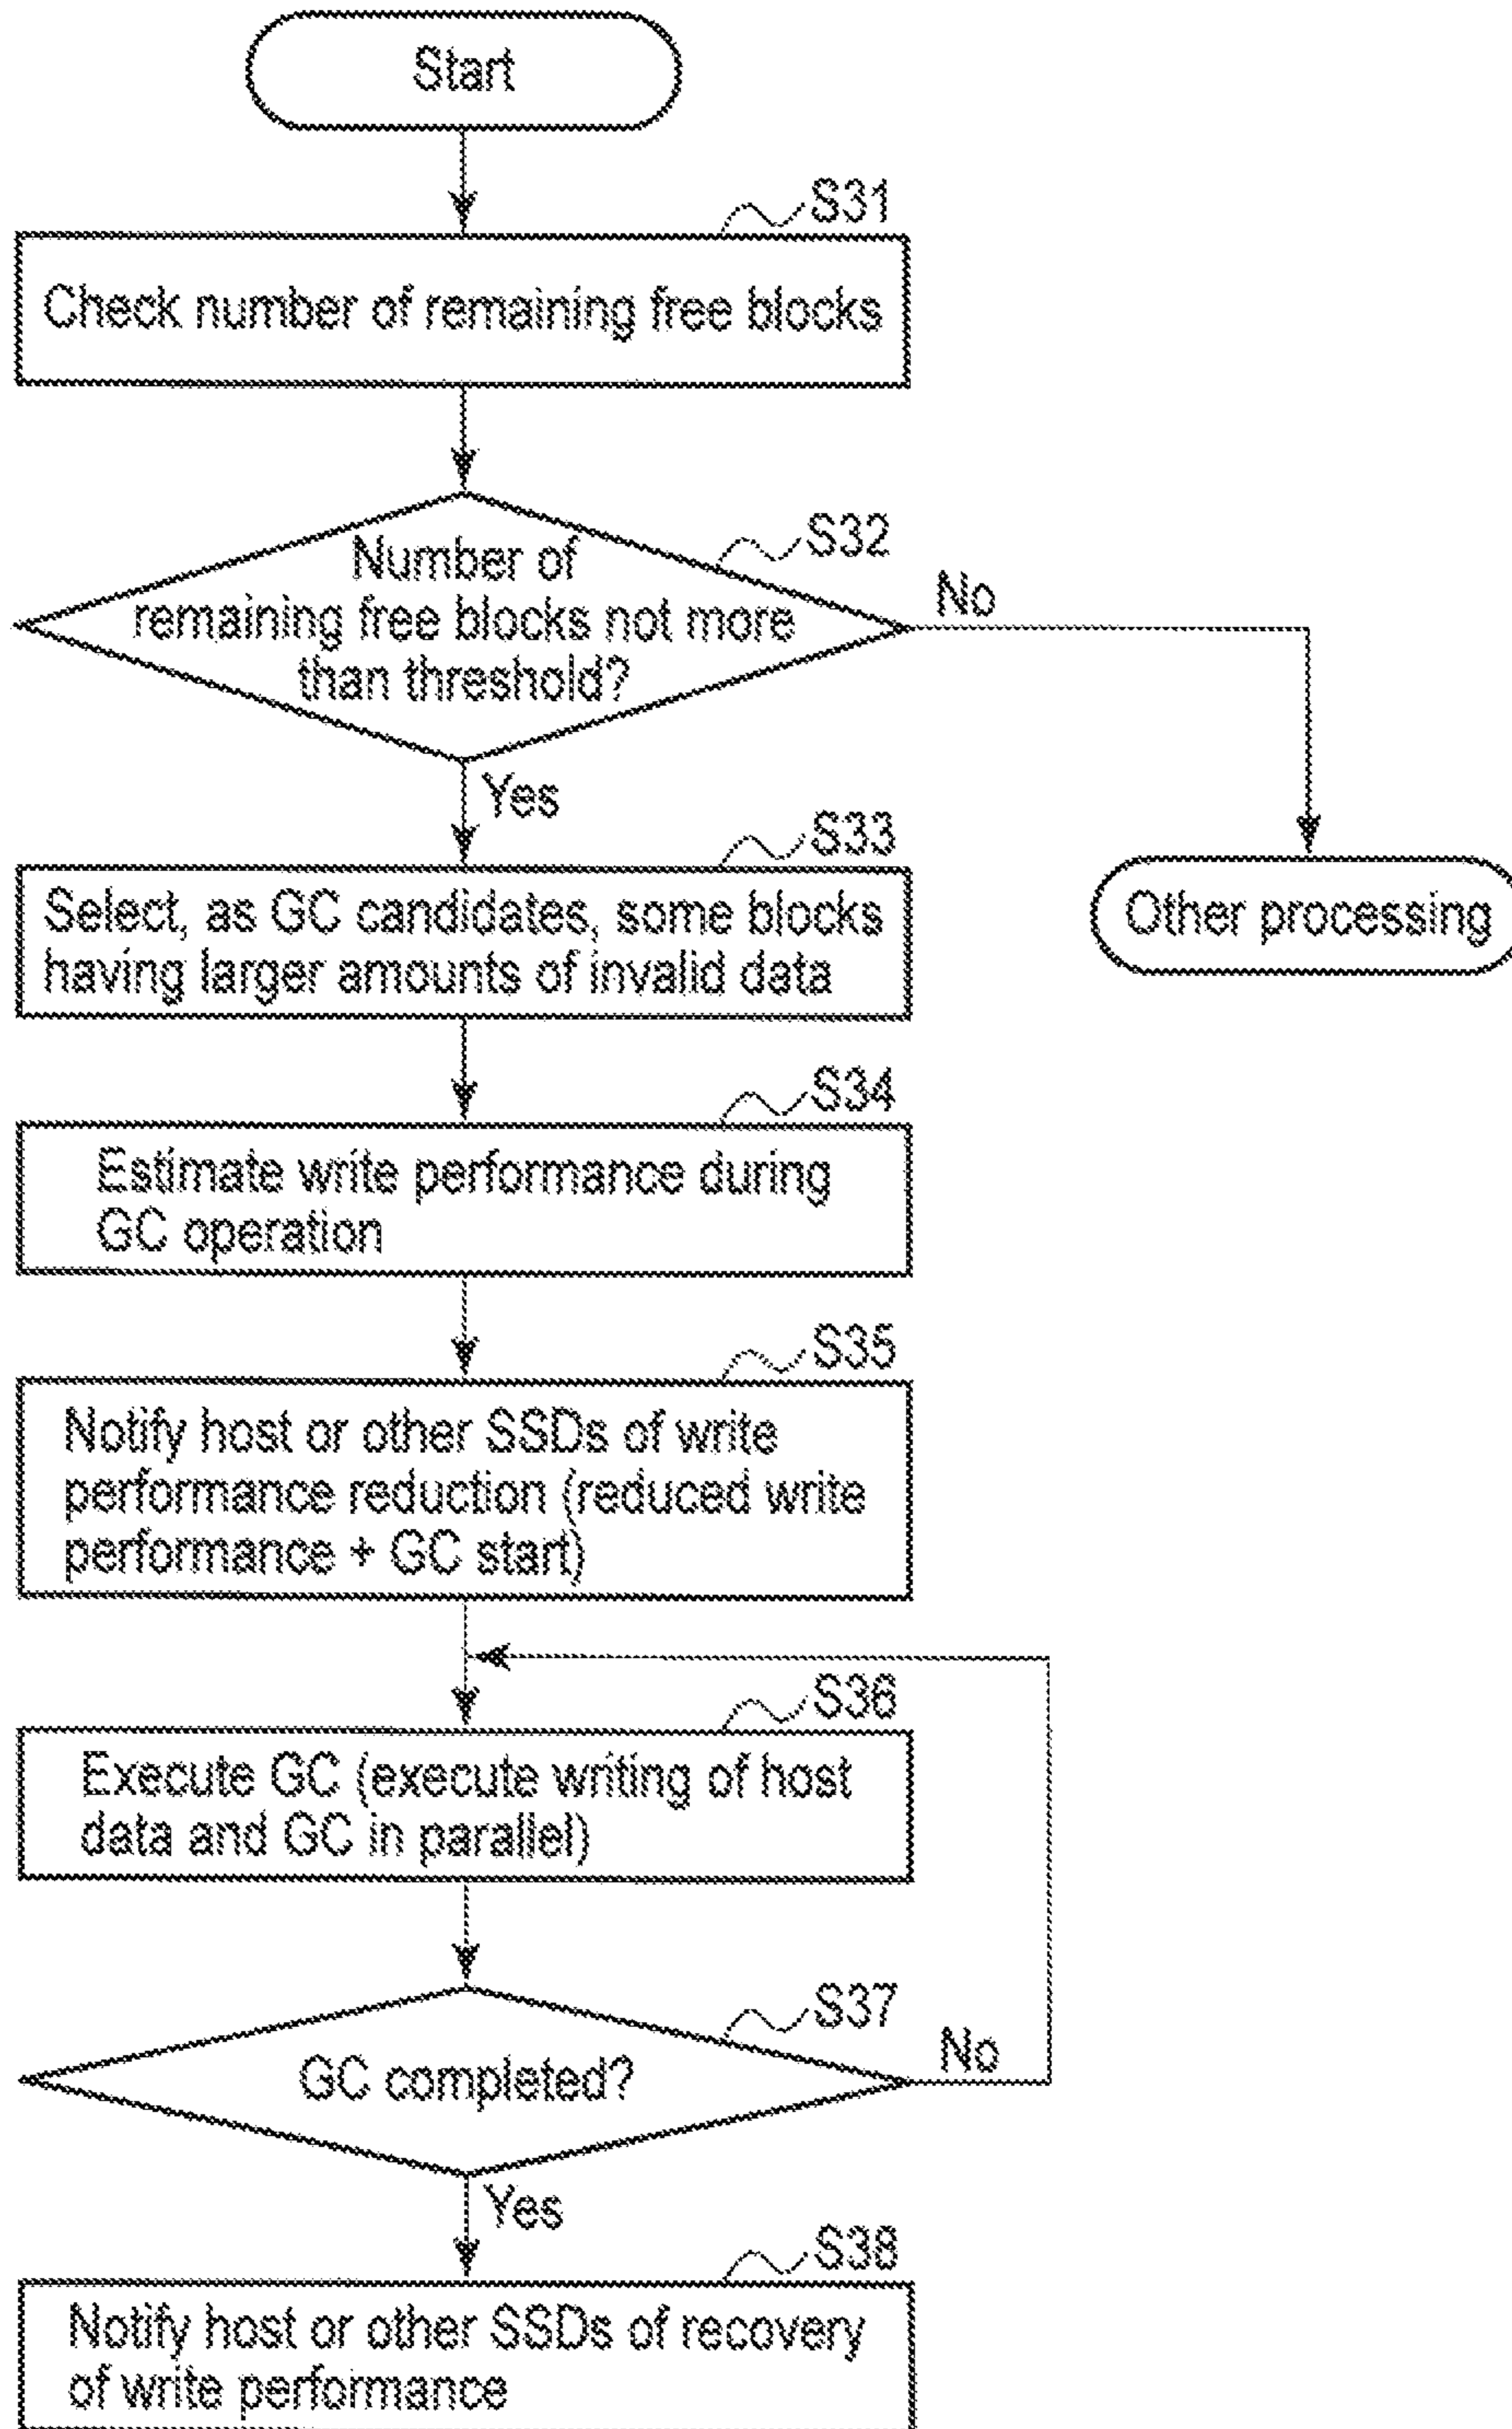 Start
S31
Check number of remaining free blocks
S32
Number of
remaining free blocks not more
than threshold?
No
Yes
S33
Select, as GC candidates, some blocks
having larger amounts of invalid data
Other processing
S34
Estimate write performance during
GC operation
S35
Notify host or other SSDs of write
performance reduction (reduced write
performance + GC start)
S36
Execute GC (execute writing of host
data and GC in parallel)
S37
GC completed?
No
Yes
S38
Notify host or other SSDs of recovery
of write performance